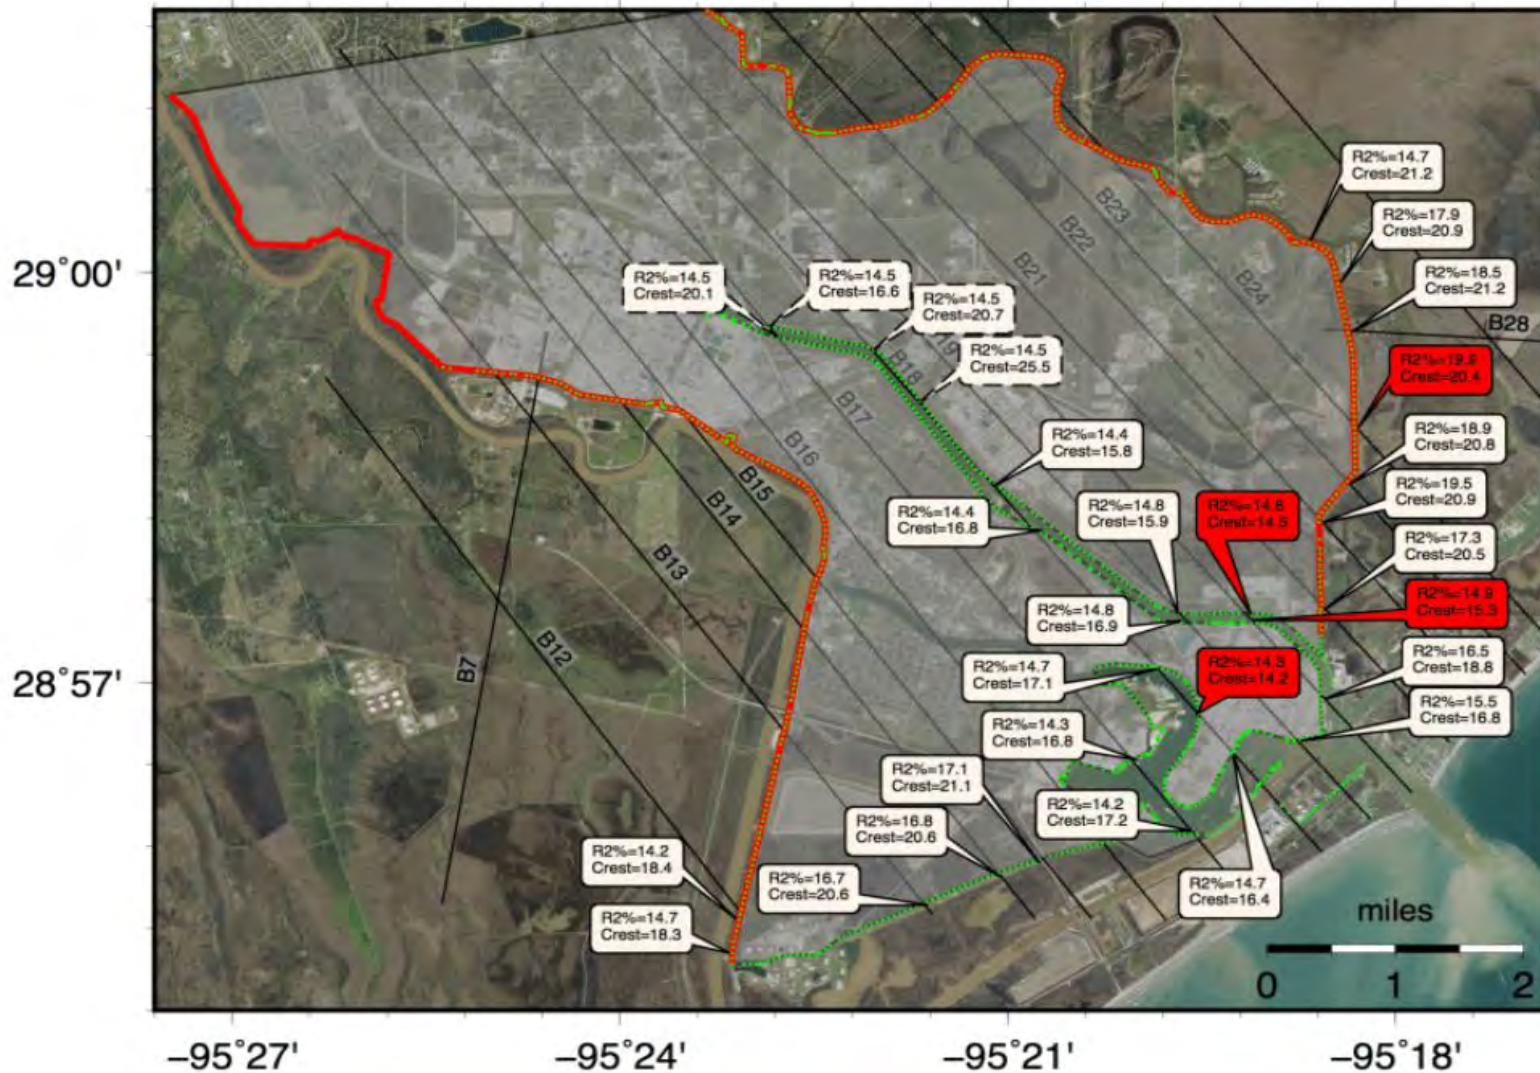 R2%=14.7
Crest=21.2
R2%=17.9
Crest=20.9
R2%=18.5
Crest=21.2
29°00'
R2%=14.5
Crest=20.1
R2%=14.5
Crest=16.6
R2%=14.5
Crest=20.7
R2%=14.5
Crest=25.5
B23
B22
B21
B24
B28
R2%=19.9
Crest=20.4
B18
B17
B16
B15
B14
B13
B12
B7
R2%=14.4
Crest=15.8
R2%=18.9
Crest=20.8
R2%=14.4
Crest=16.8
R2%=14.8
Crest=15.9
R2%=14.8
Crest=14.5
R2%=19.5
Crest=20.9
R2%=17.3
Crest=20.5
R2%=14.9
Crest=15.3
R2%=14.8
Crest=16.9
28°57'
R2%=14.7
Crest=17.1
R2%=14.3
Crest=14.2
R2%=16.5
Crest=18.8
R2%=15.5
Crest=16.8
R2%=14.3
Crest=16.8
R2%=17.1
Crest=21.1
R2%=14.2
Crest=17.2
R2%=16.8
Crest=20.6
R2%=14.2
Crest=18.4
R2%=16.7
Crest=20.6
R2%=14.7
Crest=16.4
R2%=14.7
Crest=18.3
miles
0 1 2
−95°27' −95°24' −95°21' −95°18'